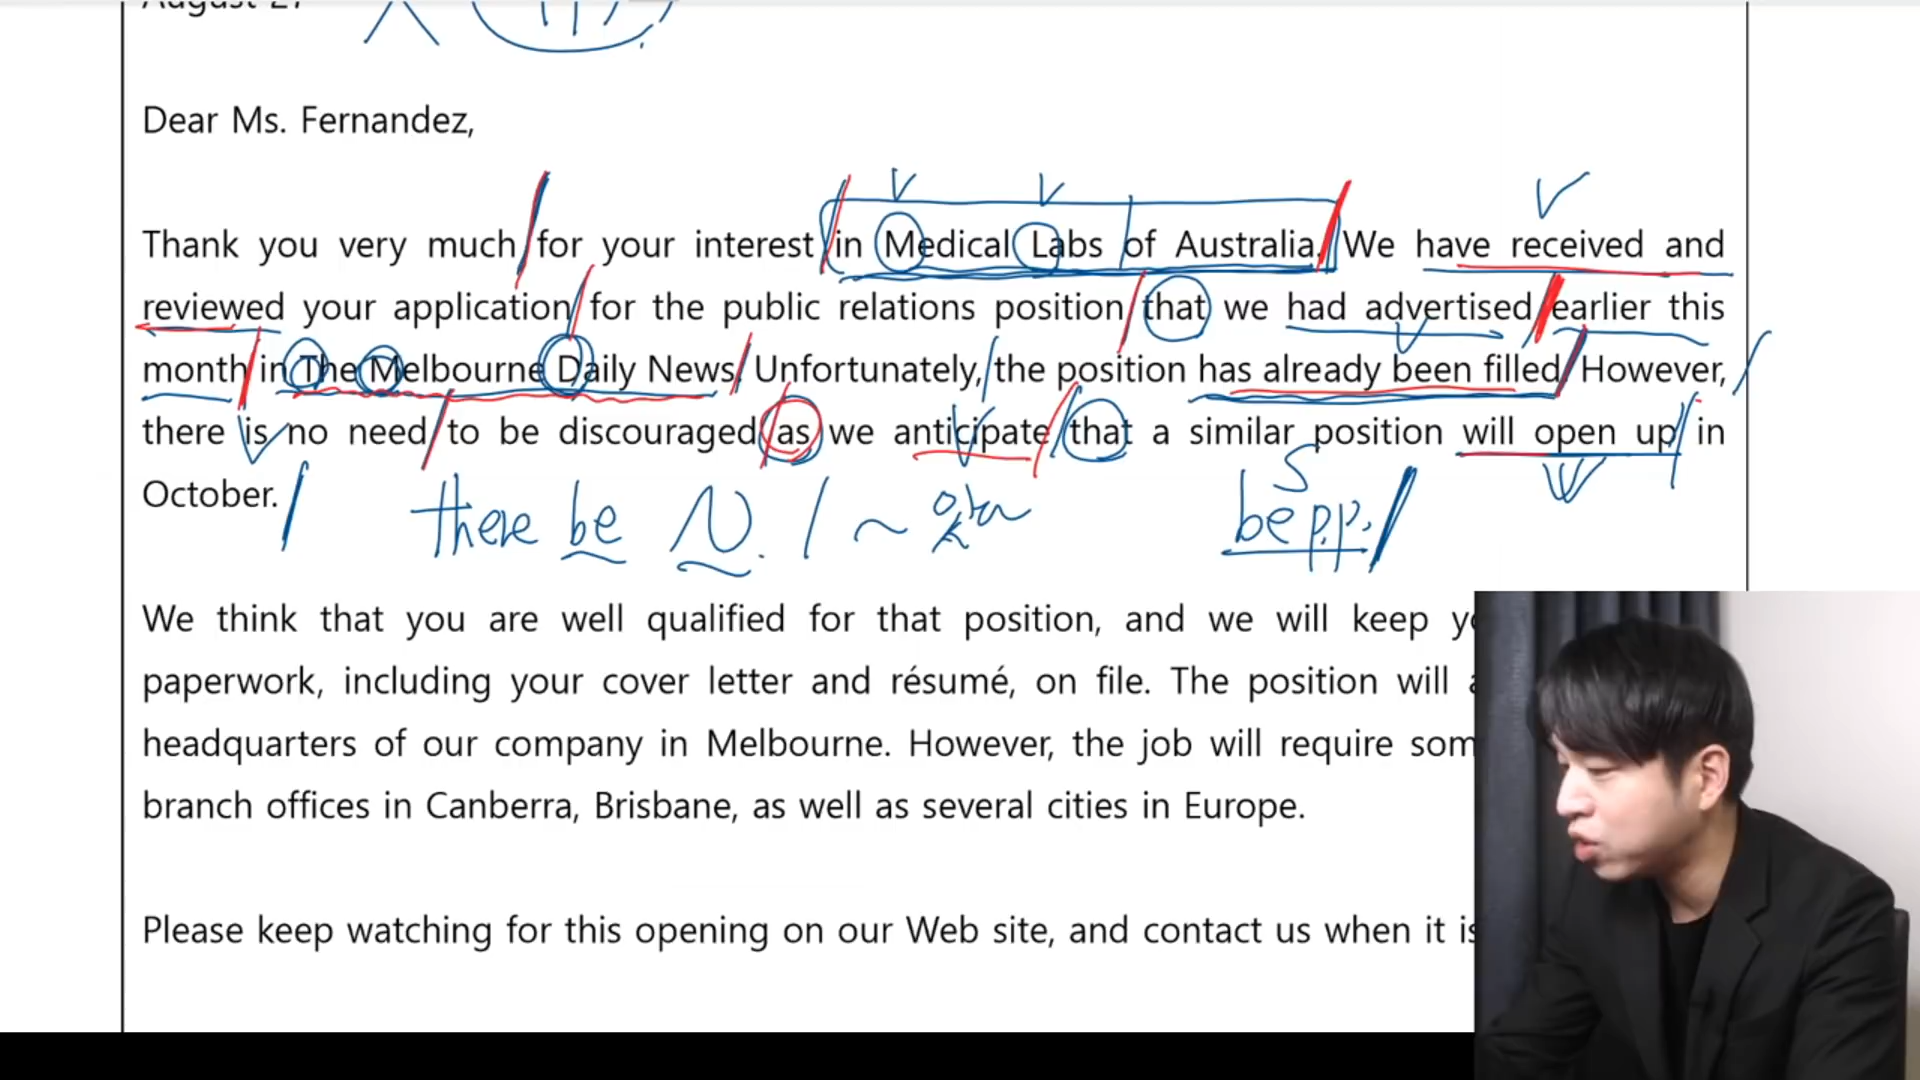 August 27
Dear Ms. Fernandez,
Thank you very much for your interest in Medical Labs of Australia. We have received and
reviewed your application for the public relations position that we had advertised earlier this
month in The Melbourne Daily News. Unfortunately, the position has already been filled. However,
there is no need to be discouraged as we anticipate that a similar position will open up in
October.
there be N. / ~
S
be p.p. /
We think that you are well qualified for that position, and we will keep
paperwork, including your cover letter and résumé, on file. The position will
headquarters of our company in Melbourne. However, the job will require
branch offices in Canberra, Brisbane, as well as several cities in Europe.
Please keep watching for this opening on our Web site, and contact us when it